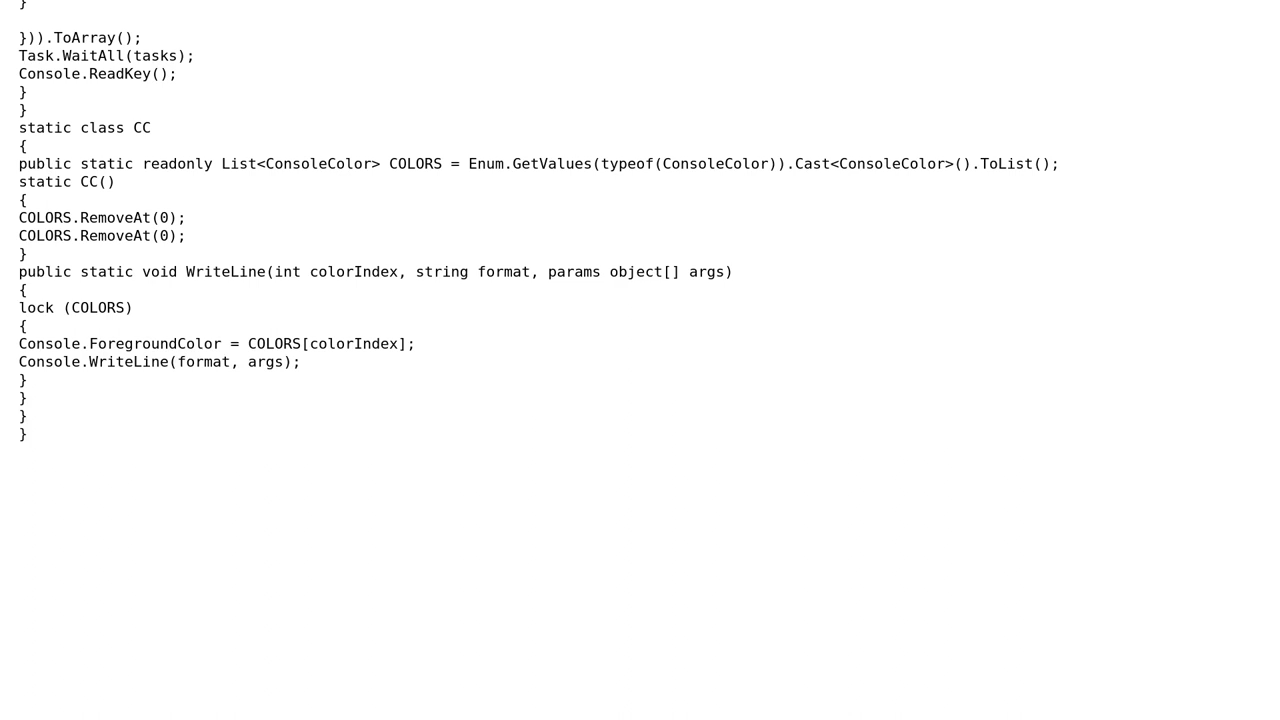 }
})).ToArray();
Task.WaitAll(tasks);
Console.ReadKey();
}
}
static class CC
{
public static readonly List<ConsoleColor> COLORS = Enum.GetValues(typeof(ConsoleColor)).Cast<ConsoleColor>().ToList();
static CC()
{
COLORS.RemoveAt(0);
COLORS.RemoveAt(0);
}
public static void WriteLine(int colorIndex, string format, params object[] args)
{
lock (COLORS)
{
Console.ForegroundColor = COLORS[colorIndex];
Console.WriteLine(format, args);
}
}
}
}